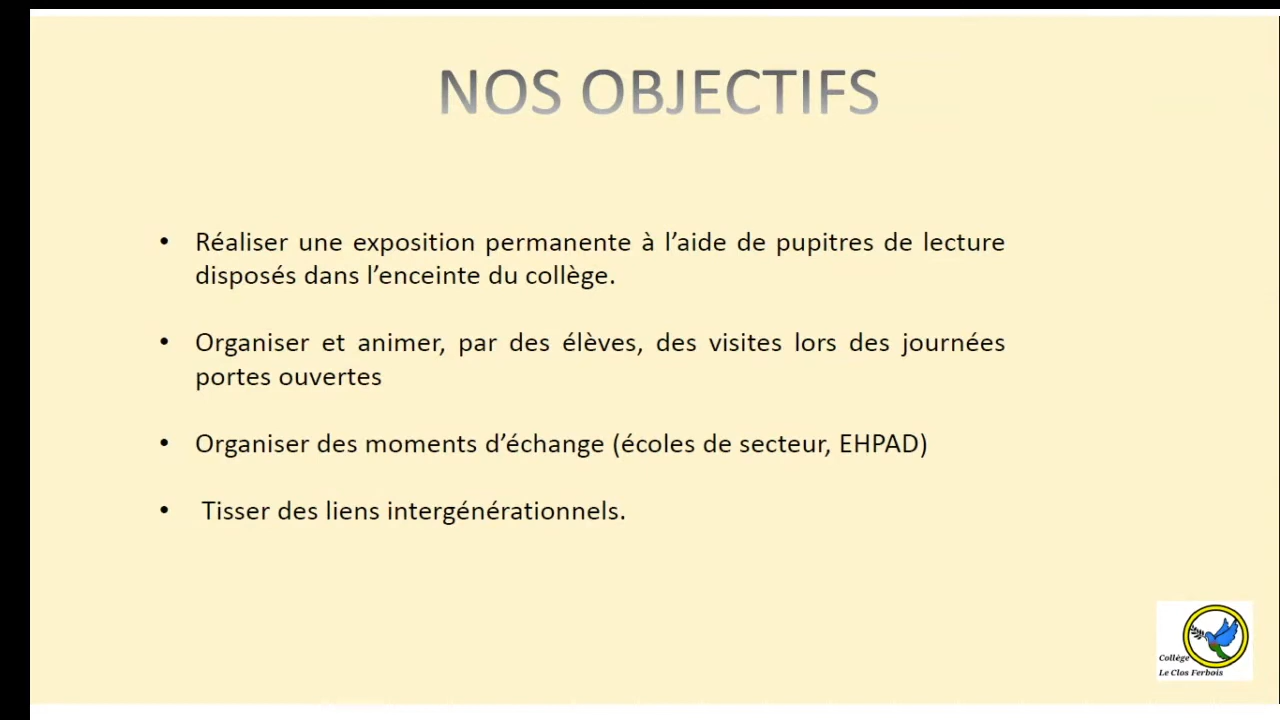 NOS OBJECTIFS
• Réaliser une exposition permanente à l’aide de pupitres de lecture
disposés dans l’enceinte du collège.
• Organiser et animer, par des élèves, des visites lors des journées
portes ouvertes
• Organiser des moments d’échange (écoles de secteur, EHPAD)
• Tisser des liens intergénérationnels.
Collège
Le Clos Ferbois